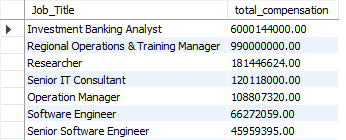 Job_Title total_compensation
Investment Banking Analyst 6000144000.00
Regional Operations & Training Manager 990000000.00
Researcher 181446624.00
Senior IT Consultant 120118000.00
Operation Manager 108807320.00
Software Engineer 66272059.00
Senior Software Engineer 45959395.00